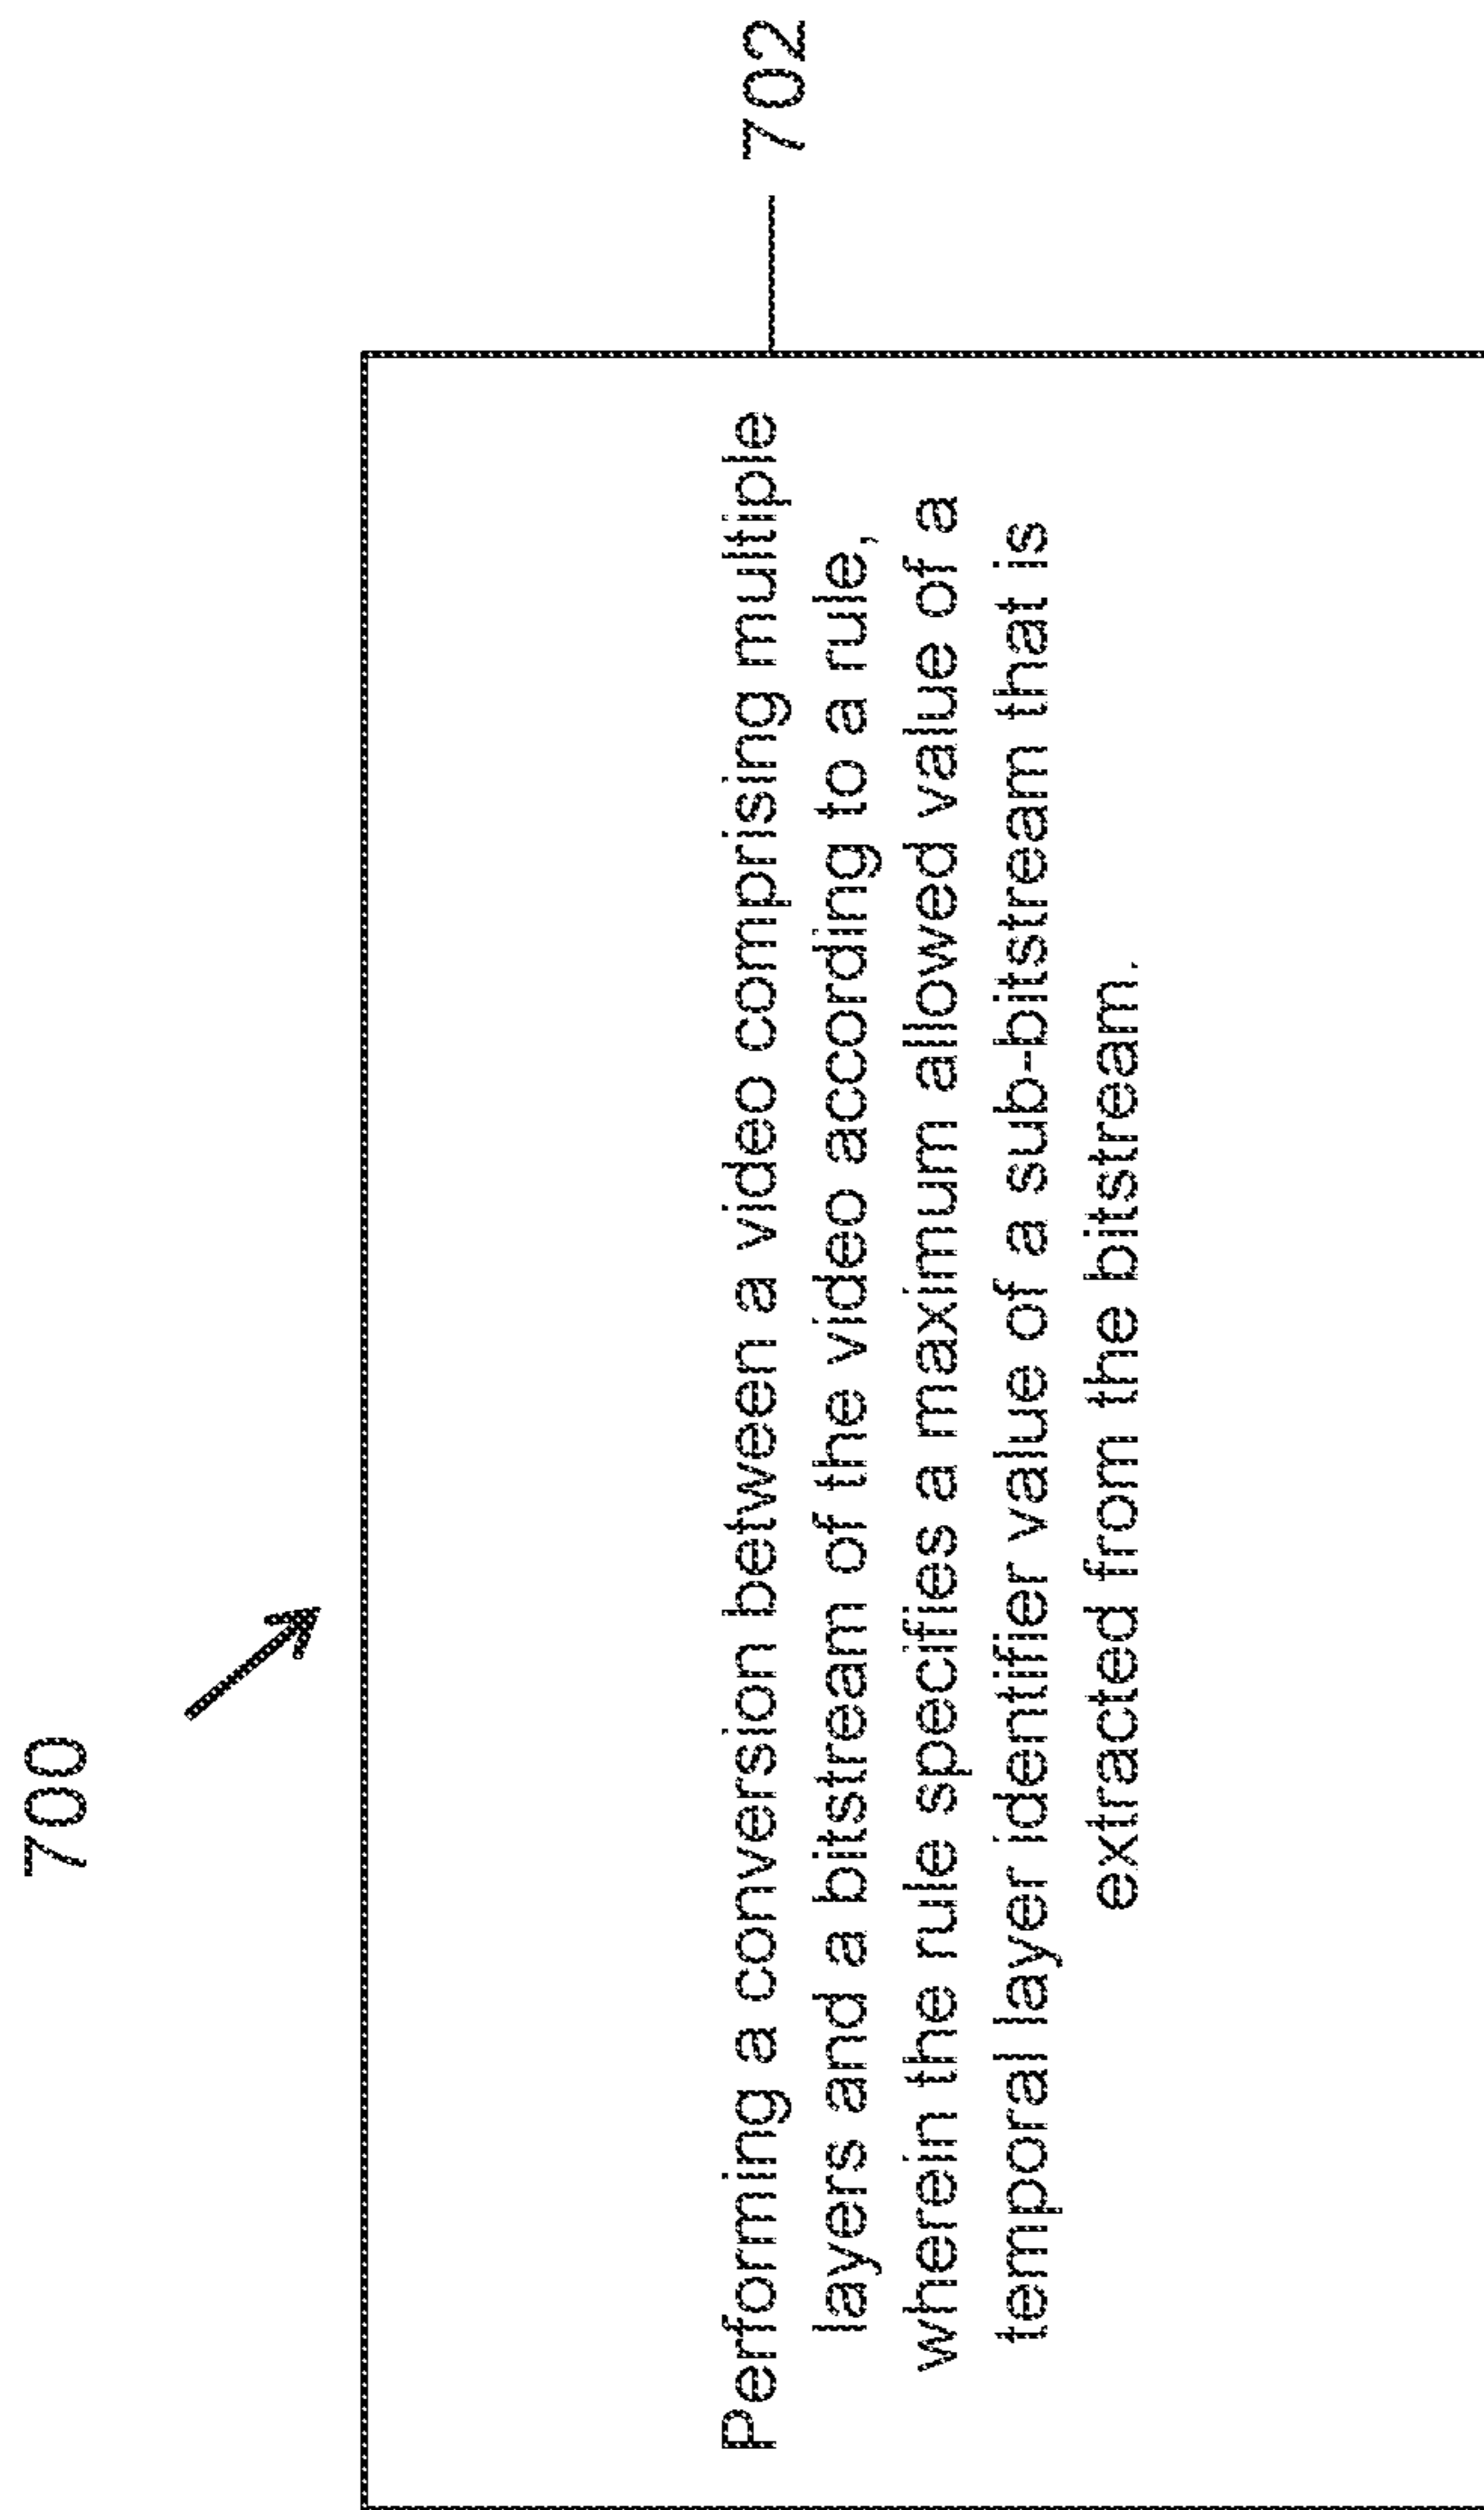 700
Performing a conversion between a video comprising multiple
layers and a bitstream of the video according to a rule,
wherein the rule specifies a maximum allowed value of a
temporal layer identifier value of a sub-bitstream that is
extracted from the bitstream.
702